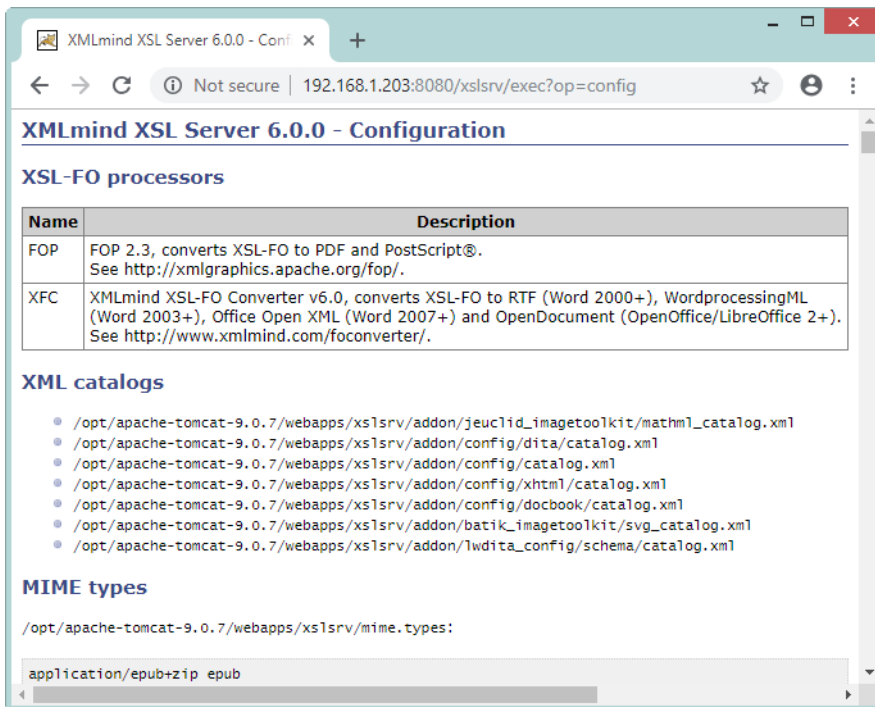 XMLmind XSL Server 6.0.0 - Conf
Not secure | 192.168.1.203:8080/xslsrv/exec?op=config
XMLmind XSL Server 6.0.0 - Configuration
XSL-FO processors
Name Description
FOP FOP 2.3, converts XSL-FO to PDF and PostScript®.
See http://xmlgraphics.apache.org/fop/.
XFC XMLmind XSL-FO Converter v6.0, converts XSL-FO to RTF (Word 2000+), WordprocessingML
(Word 2003+), Office Open XML (Word 2007+) and OpenDocument (OpenOffice/LibreOffice 2+).
See http://www.xmlmind.com/foconverter/.
XML catalogs
/opt/apache-tomcat-9.0.7/webapps/xslsrv/addon/jeuclid_imagetoolkit/mathml_catalog.xml
/opt/apache-tomcat-9.0.7/webapps/xslsrv/addon/config/dita/catalog.xml
/opt/apache-tomcat-9.0.7/webapps/xslsrv/addon/config/catalog.xml
/opt/apache-tomcat-9.0.7/webapps/xslsrv/addon/config/xhtml/catalog.xml
/opt/apache-tomcat-9.0.7/webapps/xslsrv/addon/config/docbook/catalog.xml
/opt/apache-tomcat-9.0.7/webapps/xslsrv/addon/batik_imagetoolkit/svg_catalog.xml
/opt/apache-tomcat-9.0.7/webapps/xslsrv/addon/lwdita_config/schema/catalog.xml
MIME types
/opt/apache-tomcat-9.0.7/webapps/xslsrv/mime.types:
application/epub+zip epub